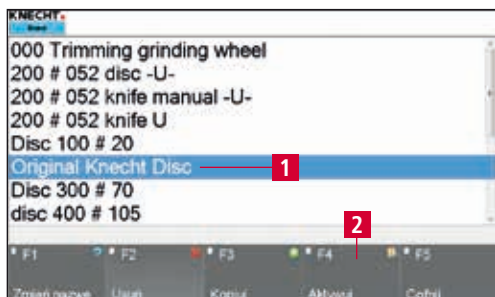 KNECHT
000 Trimming grinding wheel
200 # 052 disc -U-
200 # 052 knife manual -U-
200 # 052 knife U
Disc 100 # 20
Original Knecht Disc
1
Disc 300 # 70
disc 400 # 105
2
F1 F2 F3 F4 F5
Zmień nazwę Usuń Kopiuj Aktywuj Cofnij